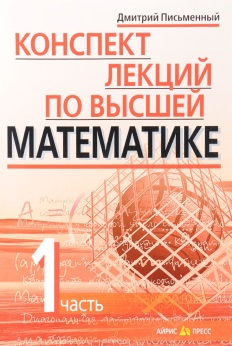 Дмитрий Письменный
КОНСПЕКТ
ЛЕКЦИЙ
ПО ВЫСШЕЙ
МАТЕМАТИКЕ
1
часть
АЙРИС ПРЕСС